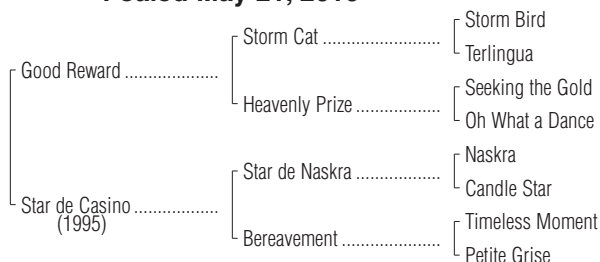 Foaled May 21,
Storm Bird
Storm Cat ........................
Terlingua
Good Reward ...................
Seeking the Gold
Heavenly Prize .................
Oh What a Dance
Naskra
Star de Naskra .................
Candle Star
Star de Casino .................
(1995)
Timeless Moment
Bereavement ....................
Petite Grise